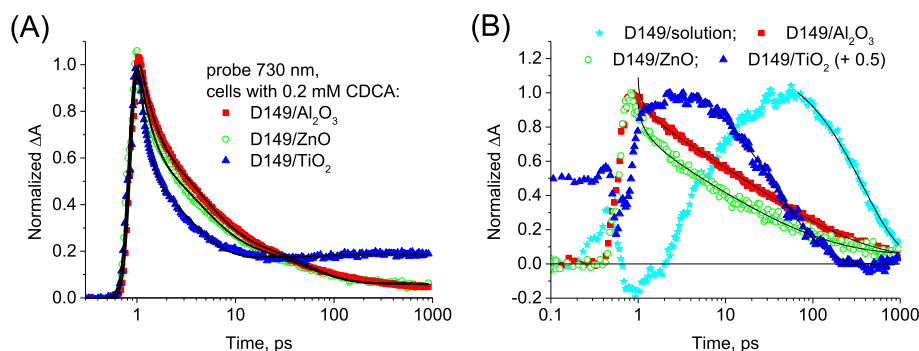 (A)
Normalized ΔA
1.0
0.8
0.6
0.4
0.2
0.0
probe 730 nm,
cells with 0.2 mM CDCA:
D149/Al₂O₃
D149/ZnO
D149/TiO₂
1
10
100
1000
Time, ps
(B)
D149/solution; D149/Al₂O₃
D149/ZnO; D149/TiO₂ (+ 0.5)
Normalized ΔA
1.2
1.0
0.8
0.6
0.4
0.2
0.0
-0.2
0.1
1
10
100
1000
Time, ps